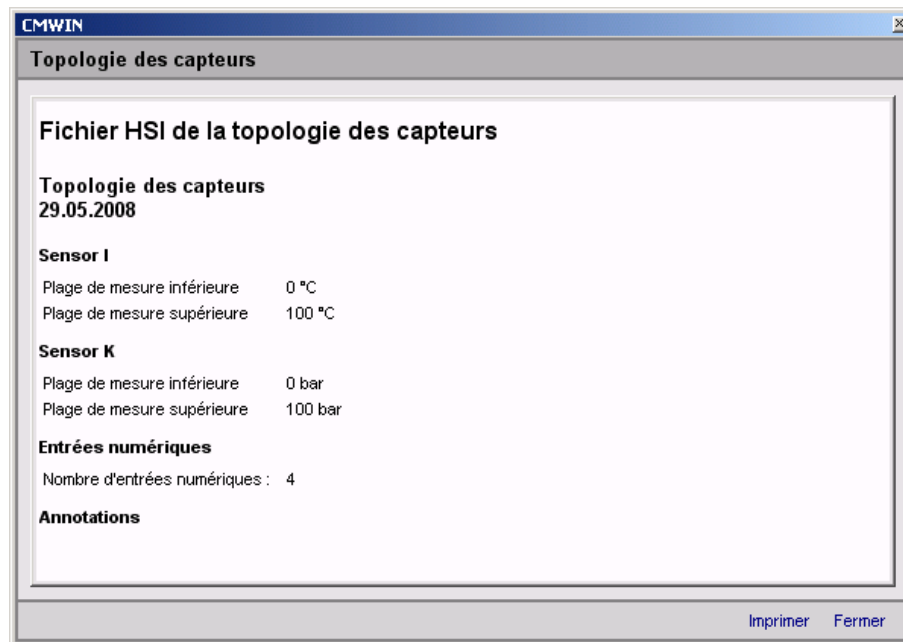 CMWIN
Topologie des capteurs
Fichier HSI de la topologie des capteurs
Topologie des capteurs
29.05.2008
Sensor I
Plage de mesure inférieure 0 °C
Plage de mesure supérieure 100 °C
Sensor K
Plage de mesure inférieure 0 bar
Plage de mesure supérieure 100 bar
Entrées numériques
Nombre d'entrées numériques : 4
Annotations
Imprimer Fermer